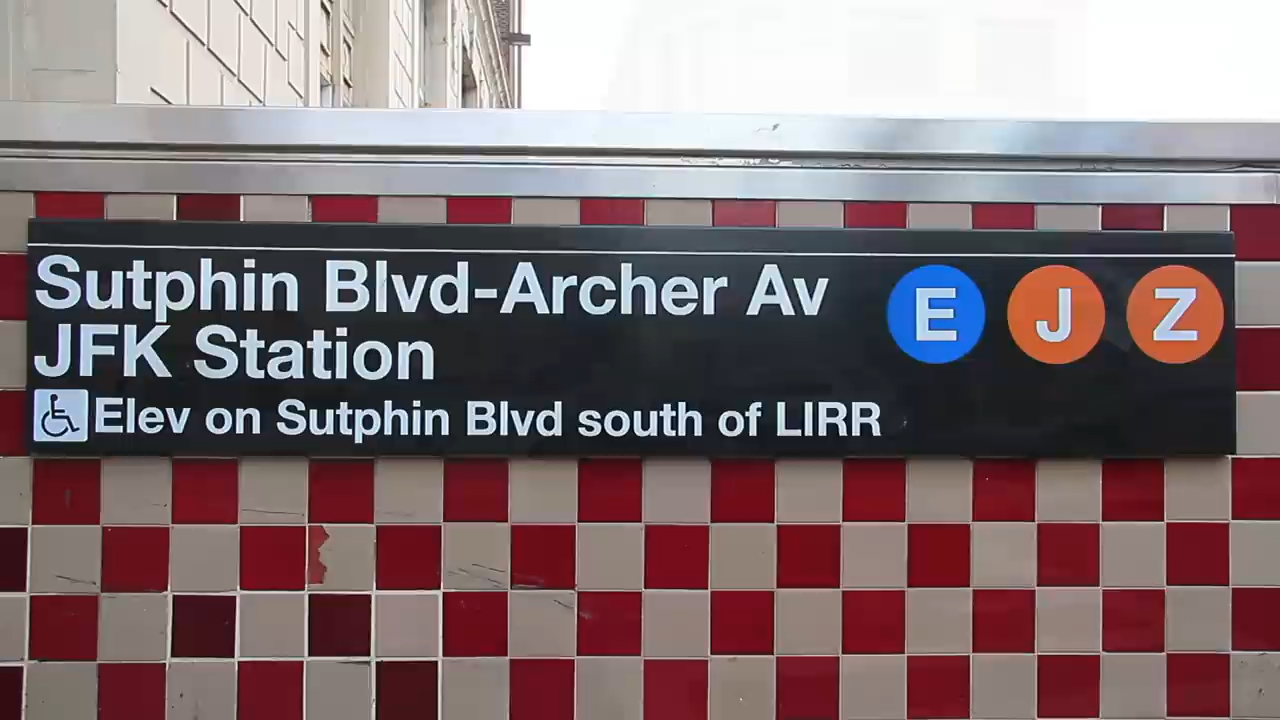 Sutphin Blvd-Archer Av E J Z
JFK Station
Elev on Sutphin Blvd south of LIRR